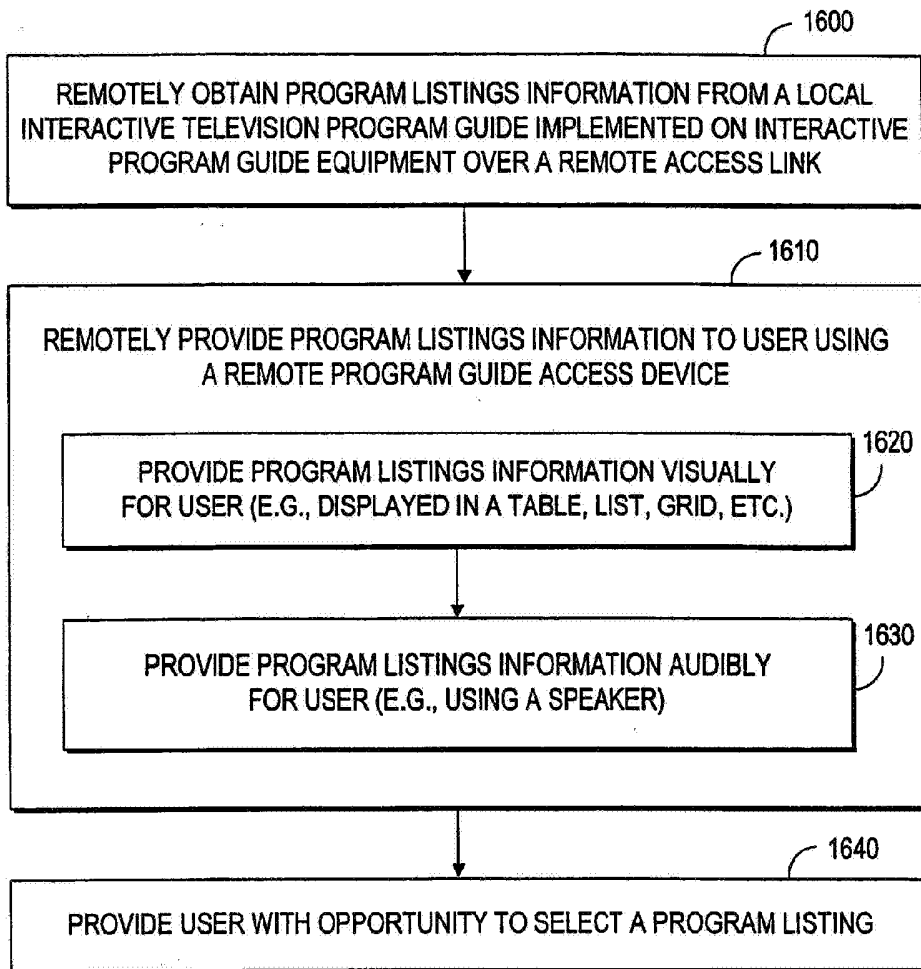 1600
REMOTELY OBTAIN PROGRAM LISTINGS INFORMATION FROM A LOCAL
INTERACTIVE TELEVISION PROGRAM GUIDE IMPLEMENTED ON INTERACTIVE
PROGRAM GUIDE EQUIPMENT OVER A REMOTE ACCESS LINK
1610
REMOTELY PROVIDE PROGRAM LISTINGS INFORMATION TO USER USING
A REMOTE PROGRAM GUIDE ACCESS DEVICE
1620
PROVIDE PROGRAM LISTINGS INFORMATION VISUALLY
FOR USER (E.G., DISPLAYED IN A TABLE, LIST, GRID, ETC.)
1630
PROVIDE PROGRAM LISTINGS INFORMATION AUDIBLY
FOR USER (E.G., USING A SPEAKER)
1640
PROVIDE USER WITH OPPORTUNITY TO SELECT A PROGRAM LISTING